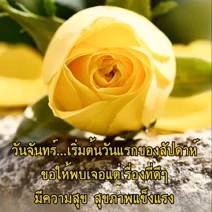 วันจันทร์...เริ่มต้นวันแรกของสัปดาห์
ขอให้พบเจอแต่เรื่องที่ดีๆ
มีความสุข สุขภาพแข็งแรง